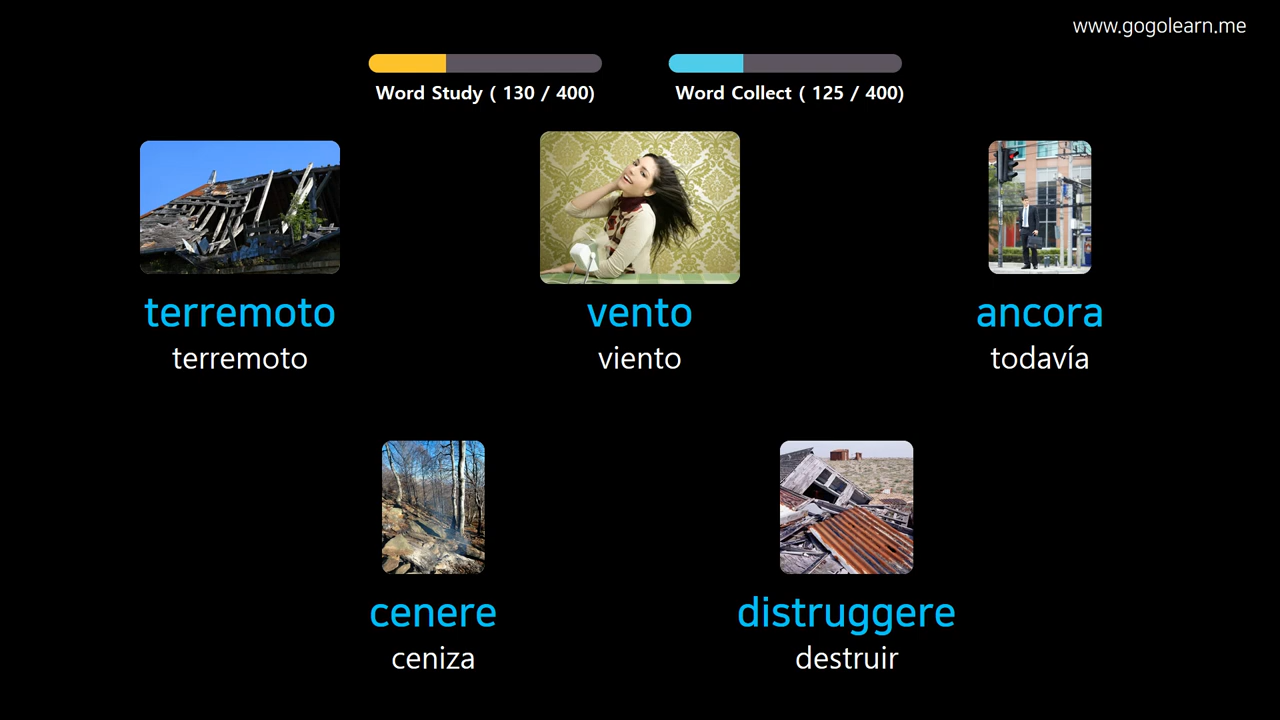 www.gogolearn.me
Word Study ( 130 / 400)
Word Collect ( 125 / 400)
terremoto
terremoto
vento
viento
ancora
todavía
cenere
ceniza
distruggere
destruir